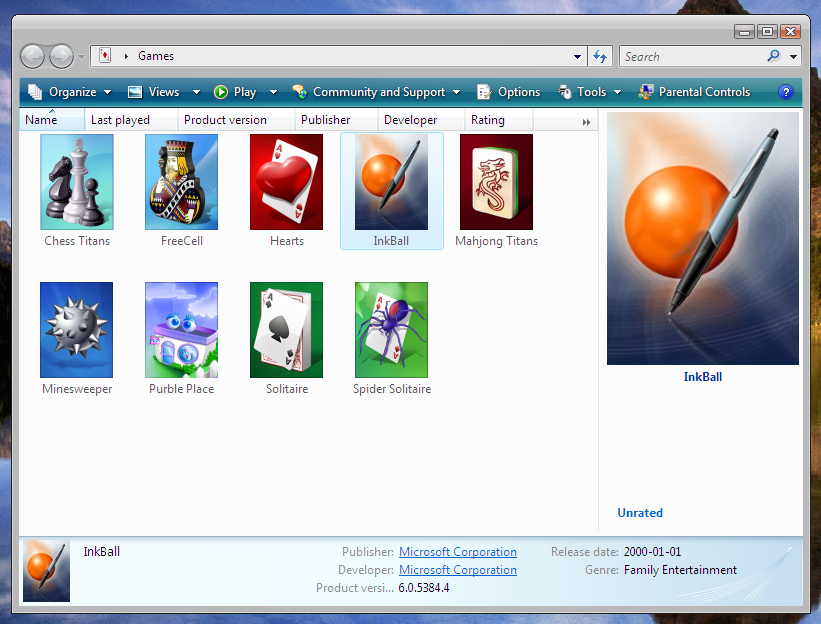 Games
Search
Organize Views Play Community and Support Options Tools Parental Controls ?
Name Last played Product version Publisher Developer Rating »
Chess Titans FreeCell Hearts InkBall Mahjong Titans
Minesweeper Purble Place Solitaire Spider Solitaire
InkBall
Unrated
InkBall
Publisher: Microsoft Corporation
Release date: 2000-01-01
Developer: Microsoft Corporation
Genre: Family Entertainment
Product versi... 6.0.5384.4